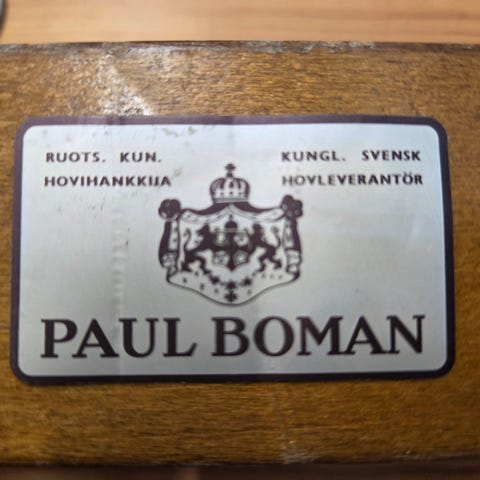 RUOTS. KUN.
HOVIHANKKIJA
KUNGL. SVENSK
HOVLEVERANTÖR
PAUL BOMAN